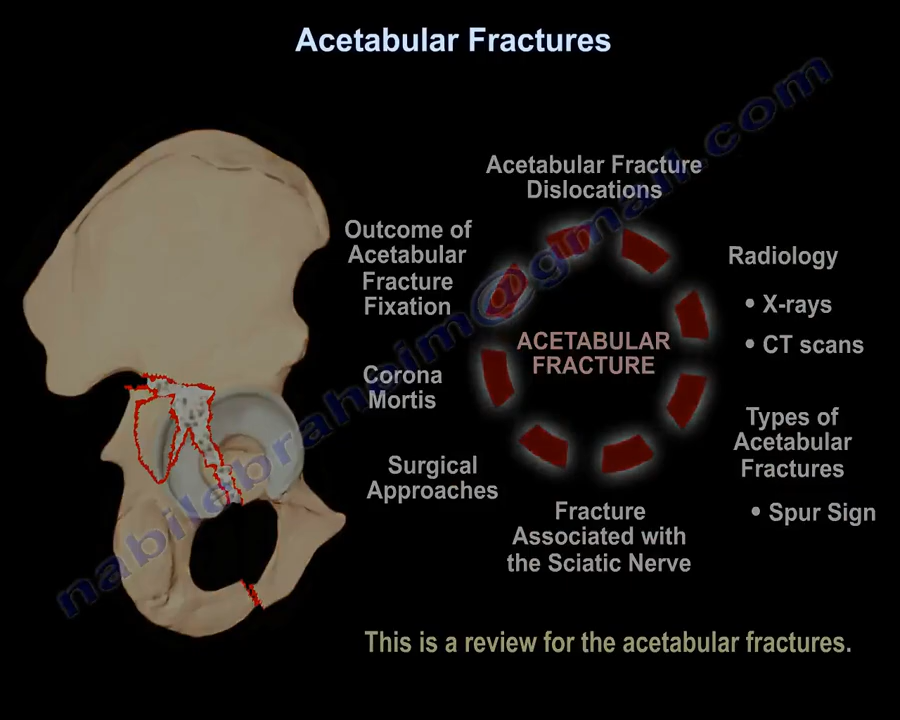 Acetabular Fractures
Acetabular Fracture
Dislocations
Outcome of
Acetabular
Fracture
Fixation
Radiology
• X-rays
• CT scans
ACETABULAR
FRACTURE
Corona
Mortis
Types of
Acetabular
Fractures
• Spur Sign
Surgical
Approaches
Fracture
Associated with
the Sciatic Nerve
This is a review for the acetabular fractures.
nabilebraheim@gmail.com